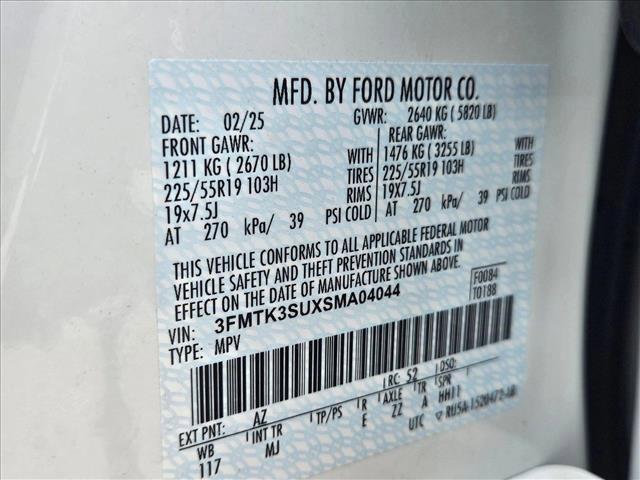 MFD. BY FORD MOTOR CO.
DATE: 02/25 GVWR: 2640 KG ( 5820 LB)
FRONT GAWR: REAR GAWR:
1211 KG ( 2670 LB) WITH 1476 KG ( 3255 LB) WITH
225/55R19 103H TIRES 225/55R19 103H TIRES
19x7.5J RIMS 19X7.5J RIMS
AT 270 kPa/ 39 PSI COLD AT 270 kPa/ 39 PSI COLD
THIS VEHICLE CONFORMS TO ALL APPLICABLE FEDERAL MOTOR
VEHICLE SAFETY AND THEFT PREVENTION STANDARDS IN
EFFECT ON THE DATE OF MANUFACTURE SHOWN ABOVE.
F0084
T0188
VIN: 3FMTK3SUXSMA04044
TYPE: MPV
RC: 52 DSO:
EXT PNT: AZ
WB INT TR TP/PS R AXLE TR SPR
117 MJ E ZZ A HH11
UTC ▽ RU5A-1520472-LB